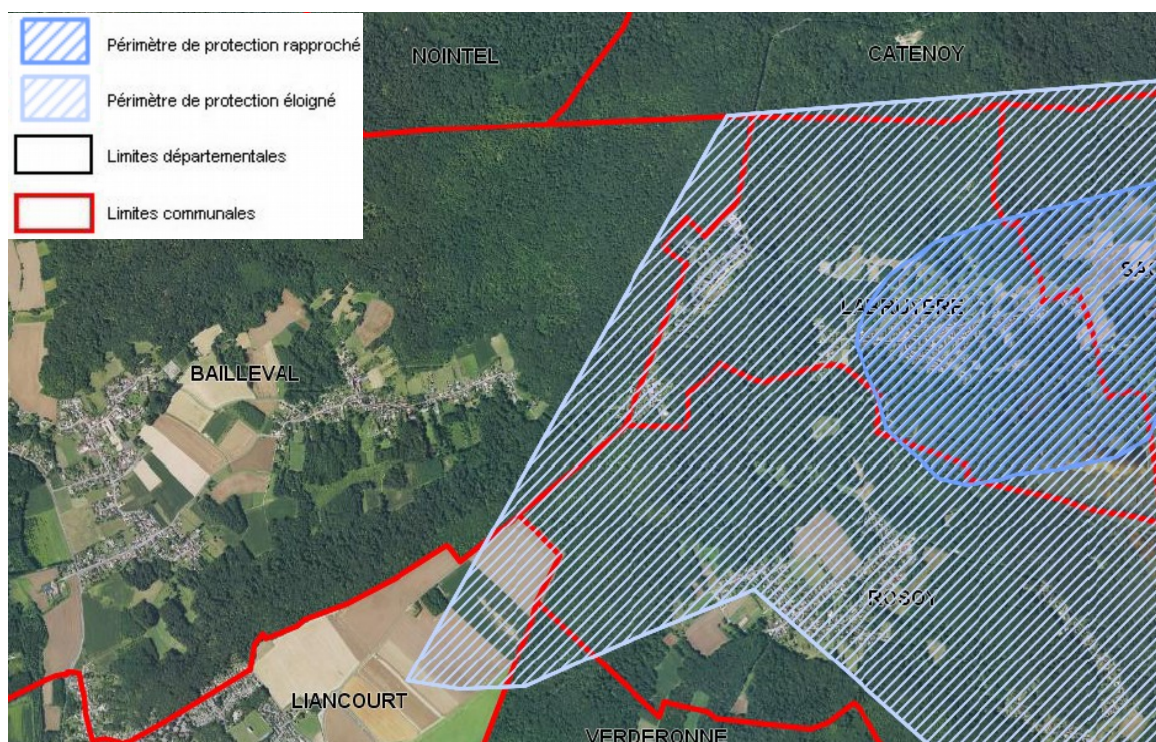 Périmètre de protection rapproché
Périmètre de protection éloigné
Limites départementales
Limites communales
NOINTEL
CATENOY
LABRUYERE
BAILLEVAL
ROSOY
LIANCOURT
VERDERONNE